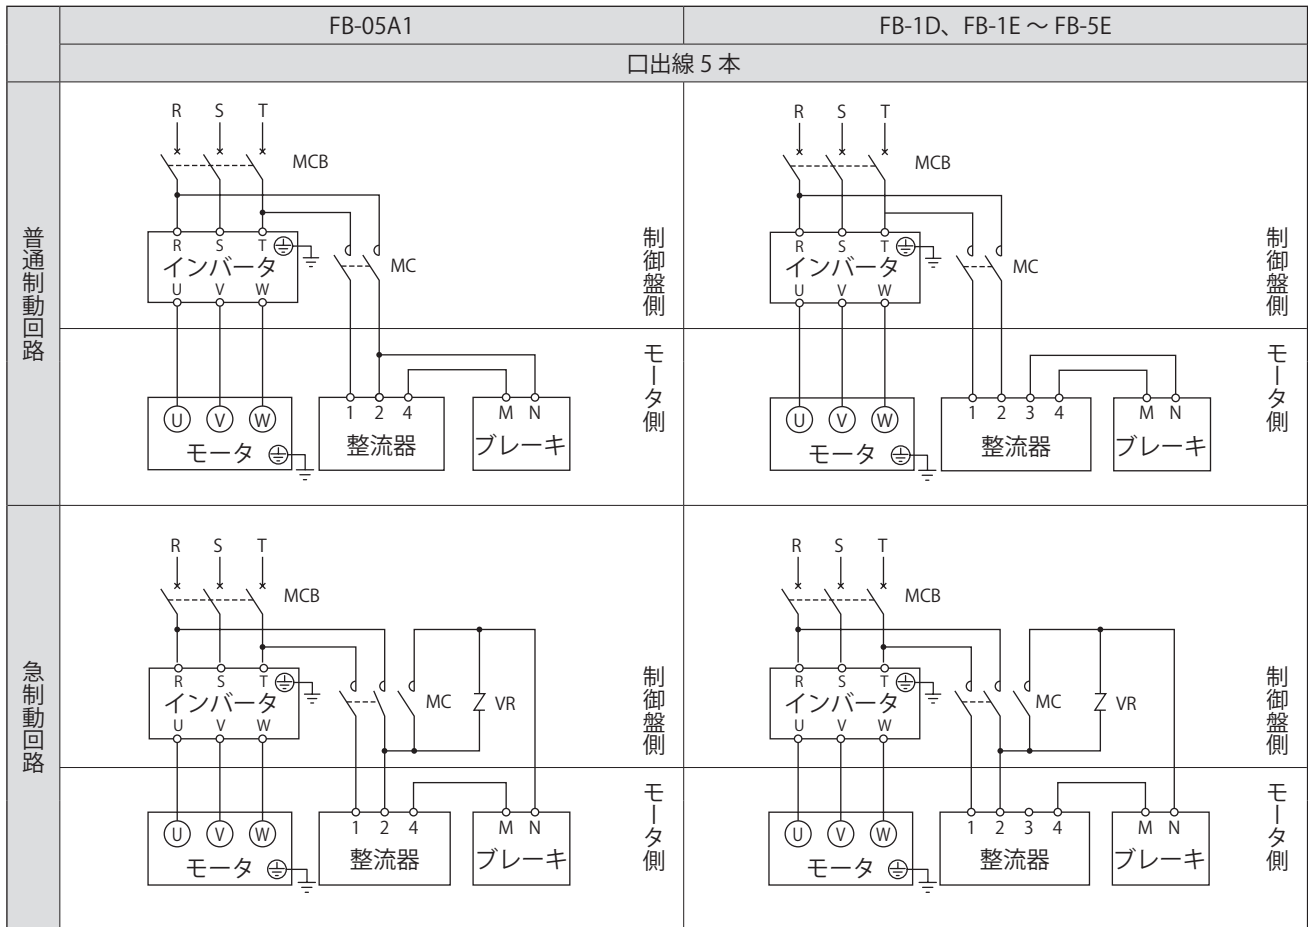 FB-05A1
FB-1D、FB-1E ～ FB-5E
口出線 5 本
普通制動回路
R S T
MCB
R S T
インバータ
U V W
MC
制御盤側
モータ側
U V W
モータ
1 2 4
整流器
M N
ブレーキ
R S T
MCB
R S T
インバータ
U V W
MC
制御盤側
モータ側
U V W
モータ
1 2 3 4
整流器
M N
ブレーキ
急制動回路
R S T
MCB
R S T
インバータ
U V W
MC
VR
制御盤側
モータ側
U V W
モータ
1 2 4
整流器
M N
ブレーキ
R S T
MCB
R S T
インバータ
U V W
MC
VR
制御盤側
モータ側
U V W
モータ
1 2 3 4
整流器
M N
ブレーキ